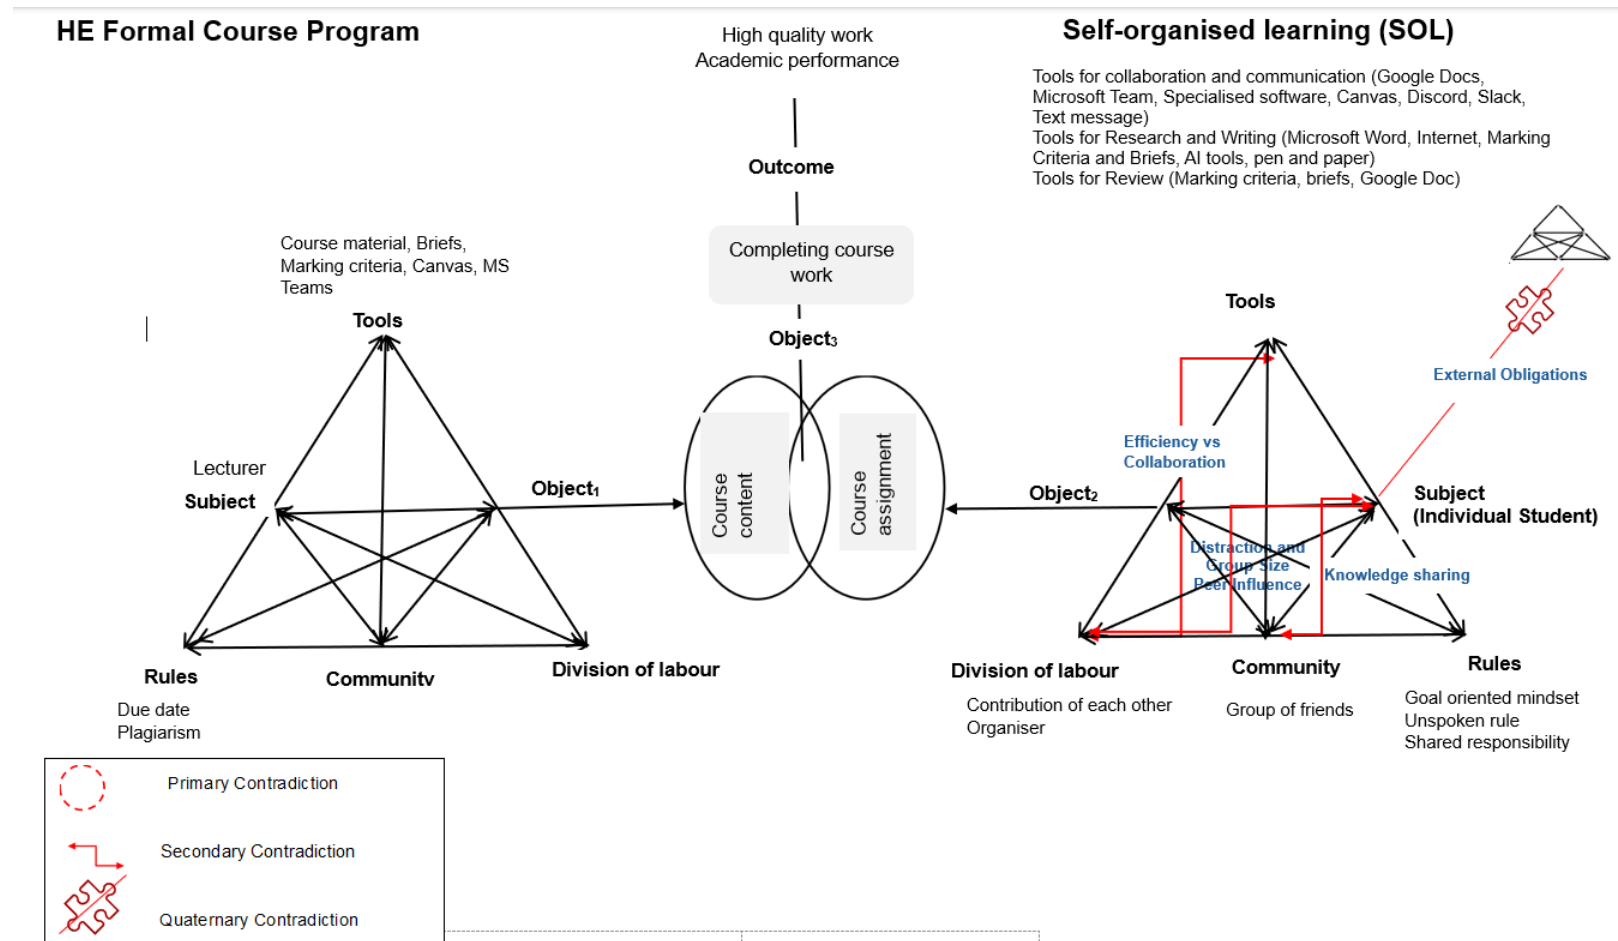 HE Formal Course Program
High quality work
Academic performance
Self-organised learning (SOL)
Tools for collaboration and communication (Google Docs,
Microsoft Team, Specialised software, Canvas, Discord, Slack,
Text message)
Tools for Research and Writing (Microsoft Word, Internet, Marking
Criteria and Briefs, AI tools, pen and paper)
Tools for Review (Marking criteria, briefs, Google Doc)
Outcome
Completing course
work
Object₃
Course material, Briefs,
Marking criteria, Canvas, MS
Teams
Tools
Lecturer
Subject
Object₁
Course
content
Course
assignment
Object₂
Tools
External Obligations
Efficiency vs
Collaboration
Subject
(Individual Student)
Distraction and
Group Size
Peer Influence
Knowledge sharing
Rules
Due date
Plagiarism
Community
Division of labour
Division of labour
Contribution of each other
Organiser
Community
Group of friends
Rules
Goal oriented mindset
Unspoken rule
Shared responsibility
Primary Contradiction
Secondary Contradiction
Quaternary Contradiction